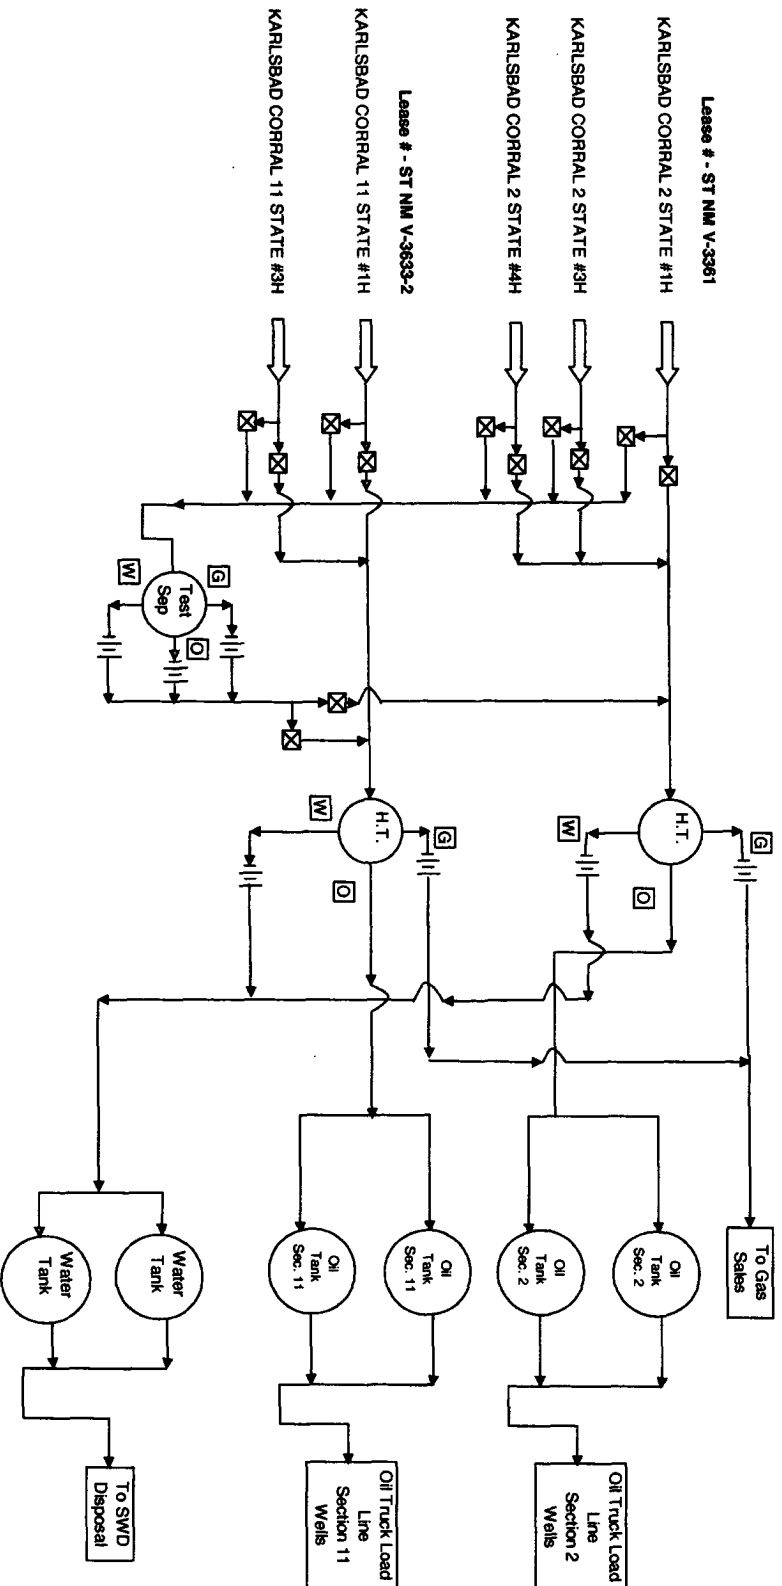 Lease # - ST NM V-3361
KARLSBAD CORRAL 2 STATE #1H
KARLSBAD CORRAL 2 STATE #3H
KARLSBAD CORRAL 2 STATE #4H
Lease # - ST NM V-3633-2
KARLSBAD CORRAL 11 STATE #1H
KARLSBAD CORRAL 11 STATE #3H
G
Test
Sep
O
W
G
H.T.
O
W
G
H.T.
O
W
To Gas
Sales
Oil
Tank
Sec. 2
Oil
Tank
Sec. 2
Oil
Tank
Sec. 11
Oil
Tank
Sec. 11
Water
Tank
Water
Tank
Oil Truck Load
Line
Section 2
Wells
Oil Truck Load
Line
Section 11
Wells
To SWD
Disposal